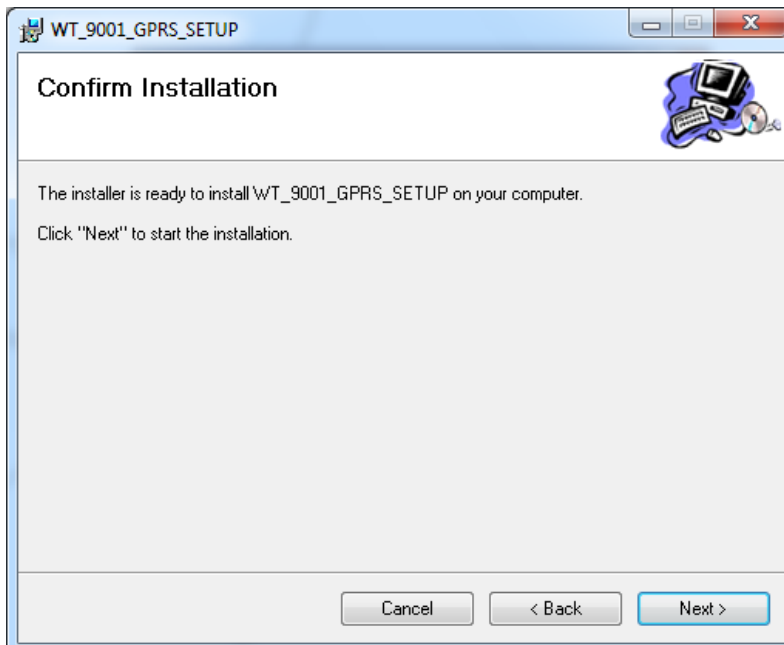 WT_9001_GPRS_SETUP
Confirm Installation
The installer is ready to install WT_9001_GPRS_SETUP on your computer.
Click "Next" to start the installation.
Cancel
< Back
Next >